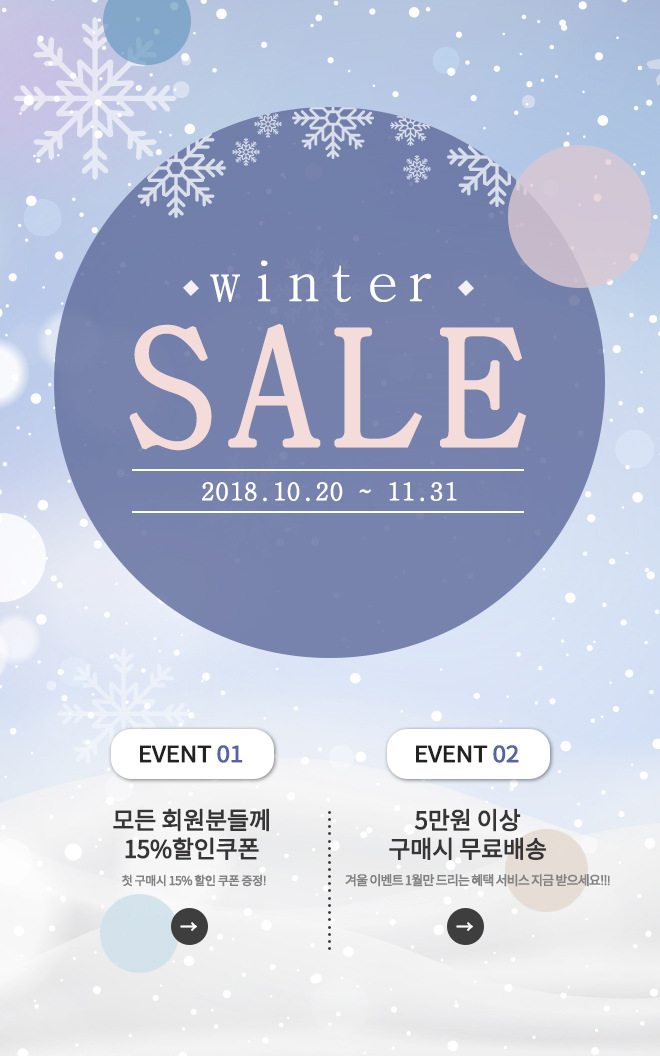 winter
SALE
2018.10.20 ~ 11.31
EVENT 01
모든 회원분들께
15%할인쿠폰
첫 구매시 15% 할인 쿠폰 증정!
EVENT 02
5만원 이상
구매시 무료배송
겨울 이벤트 1월만 드리는 혜택 서비스 지금 받으세요!!!